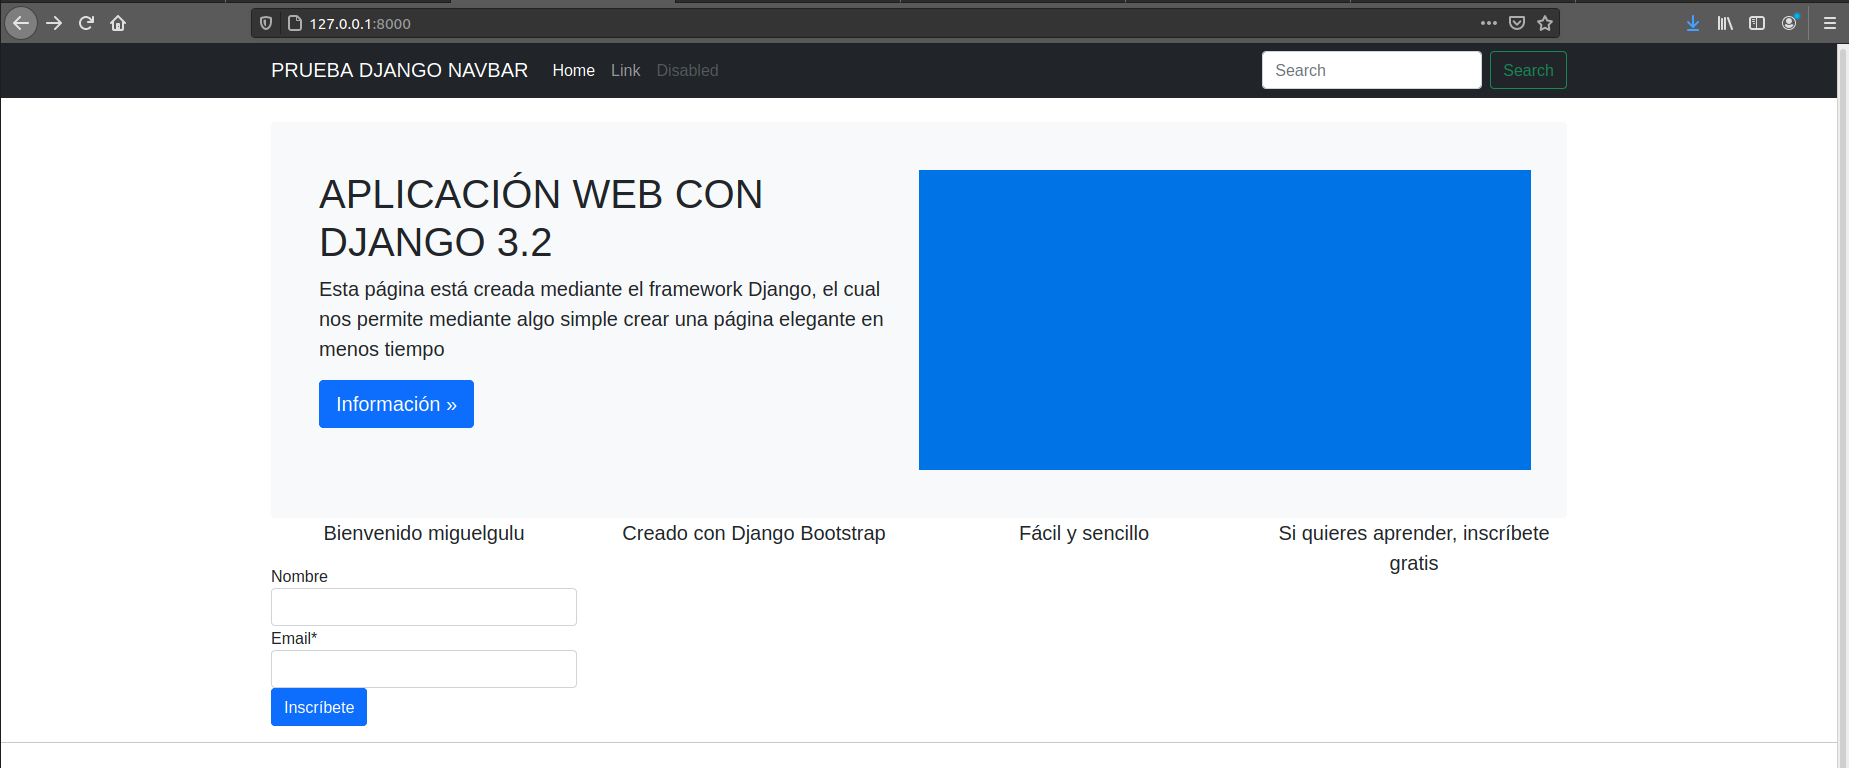 127.0.0.1:8000
PRUEBA DJANGO NAVBAR Home Link Disabled Search Search
APLICACIÓN WEB CON
DJANGO 3.2
Esta página está creada mediante el framework Django, el cual
nos permite mediante algo simple crear una página elegante en
menos tiempo
Información »
Bienvenido miguelgulu
Creado con Django Bootstrap
Fácil y sencillo
Si quieres aprender, inscríbete
gratis
Nombre
Email*
Inscríbete